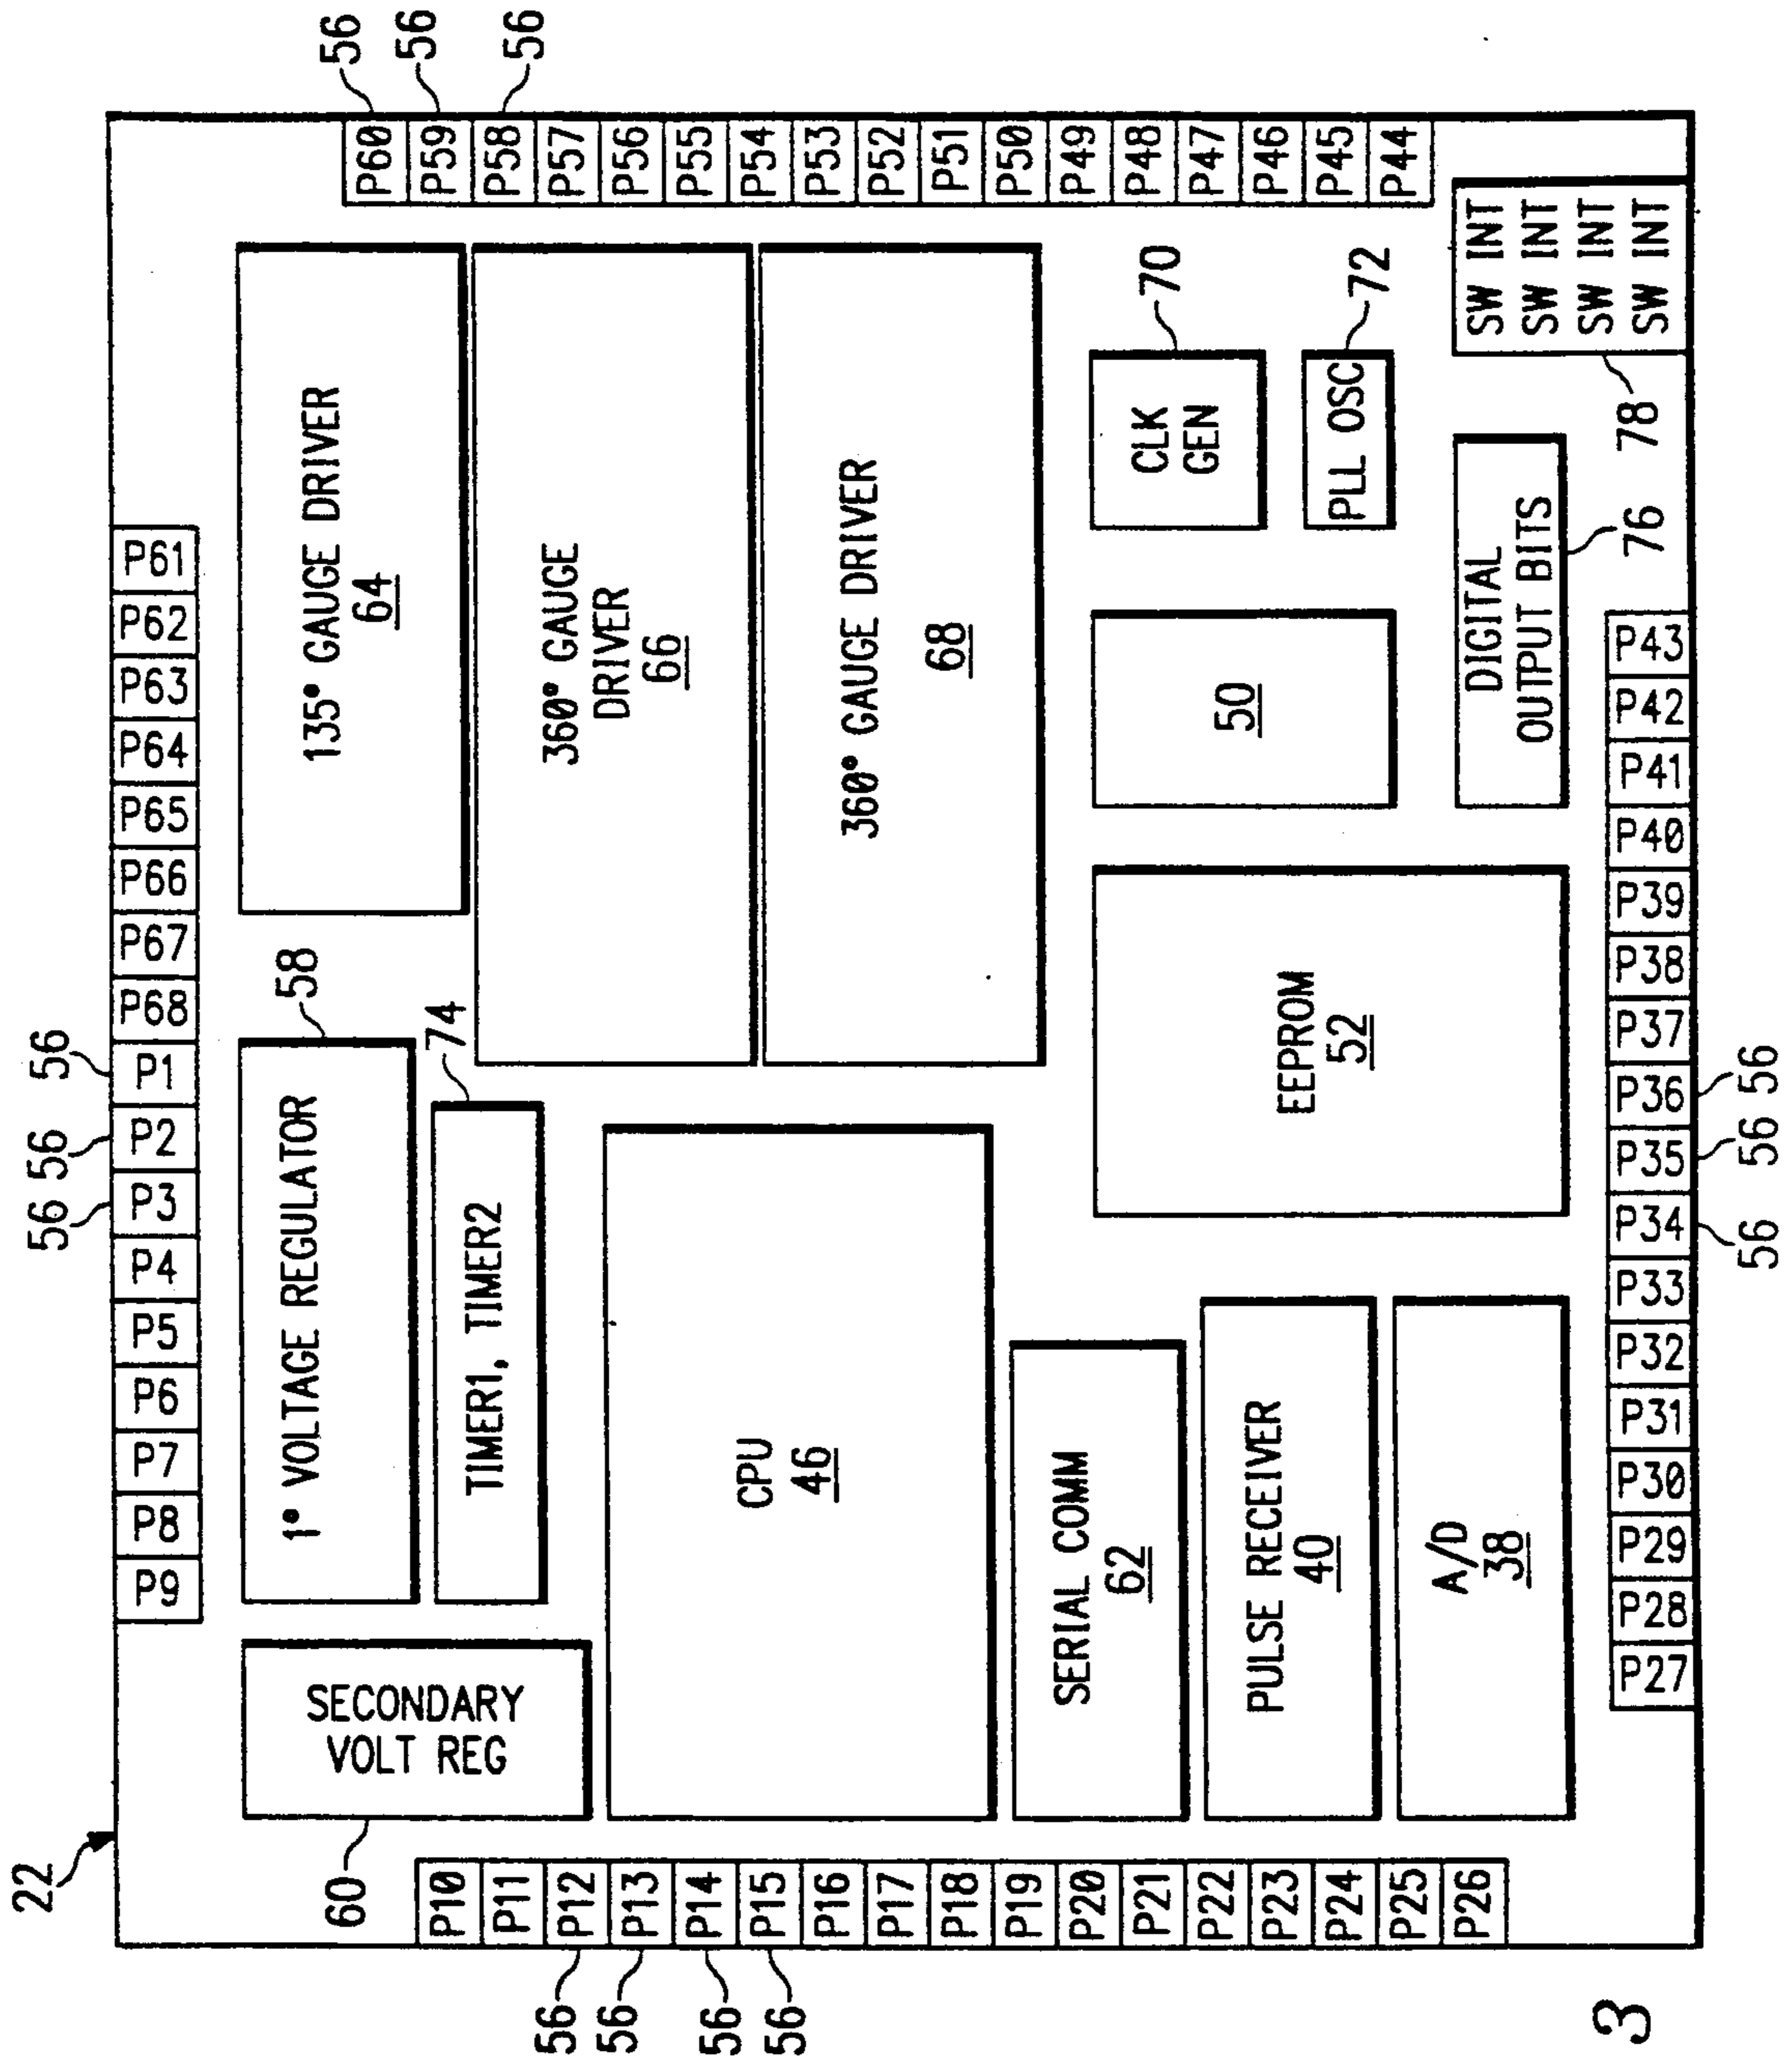 22
56
56
56
P9
P8
P7
P6
P5
P4
P3
P2
P1
P68
P67
P66
P65
P64
P63
P62
P61
56
56
56
P60
P59
P58
P57
P56
P55
P54
P53
P52
P51
P50
P49
P48
P47
P46
P45
P44
60
SECONDARY
VOLT REG
1° VOLTAGE REGULATOR
58
TIMER1, TIMER2
74
135° GAUGE DRIVER
64
360° GAUGE
DRIVER
66
360° GAUGE DRIVER
68
CPU
46
SERIAL COMM
62
PULSE RECEIVER
40
A/D
38
EEPROM
52
50
CLK
GEN
70
PLL OSC
72
DIGITAL
OUTPUT BITS
76
SW INT
SW INT
SW INT
SW INT
78
P10
P11
P12
P13
P14
P15
P16
P17
P18
P19
P20
P21
P22
P23
P24
P25
P26
56
56
56
56
P27
P28
P29
P30
P31
P32
P33
P34
P35
P36
P37
P38
P39
P40
P41
P42
P43
56
56
56
3